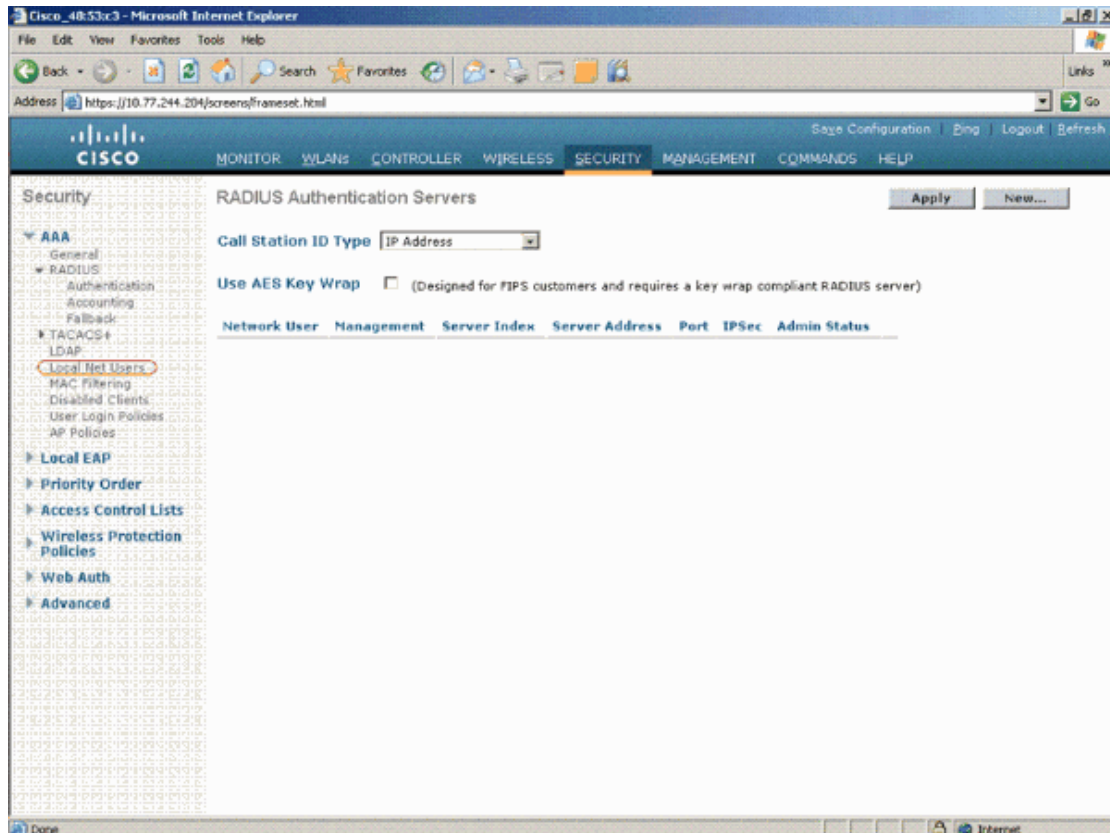 Cisco_48:53:c3 - Microsoft Internet Explorer
File Edit View Favorites Tools Help
Back Search Favorites Links »
Address https://10.77.244.204/screens/frameset.html Go
Save Configuration | Ping | Logout | Refresh
CISCO
MONITOR WLANs CONTROLLER WIRELESS SECURITY MANAGEMENT COMMANDS HELP
Security
AAA
General
RADIUS
Authentication
Accounting
Fallback
TACACS+
LDAP
Local Net Users
MAC Filtering
Disabled Clients
User Login Policies
AP Policies
Local EAP
Priority Order
Access Control Lists
Wireless Protection
Policies
Web Auth
Advanced
RADIUS Authentication Servers
Apply New...
Call Station ID Type IP Address
Use AES Key Wrap (Designed for FIPS customers and requires a key wrap compliant RADIUS server)
Network User Management Server Index Server Address Port IPSec Admin Status
Done Internet